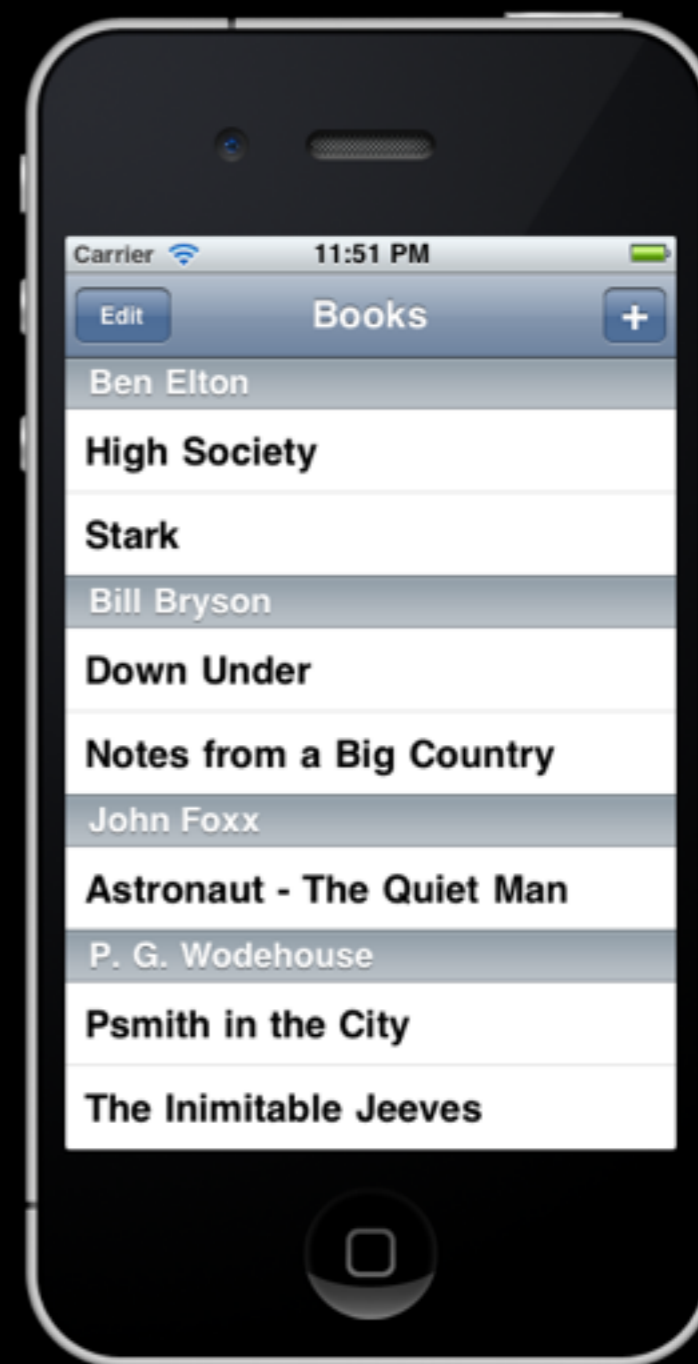 Carrier 11:51 PM
Edit Books +
Ben Elton
High Society
Stark
Bill Bryson
Down Under
Notes from a Big Country
John Foxx
Astronaut - The Quiet Man
P. G. Wodehouse
Psmith in the City
The Inimitable Jeeves